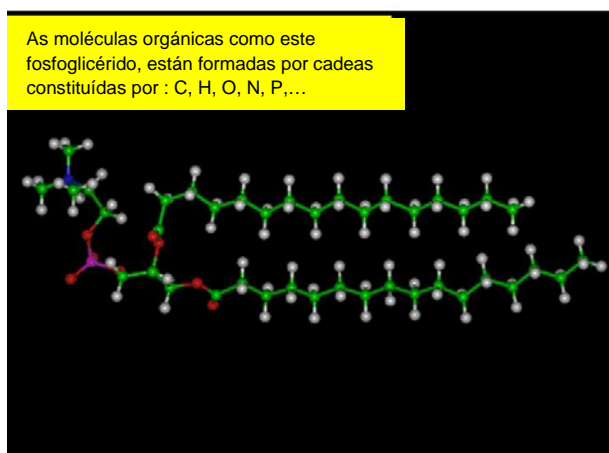 As moléculas orgánicas como este
fosfoglicérido, están formadas por cadeas
constituídas por : C, H, O, N, P,…